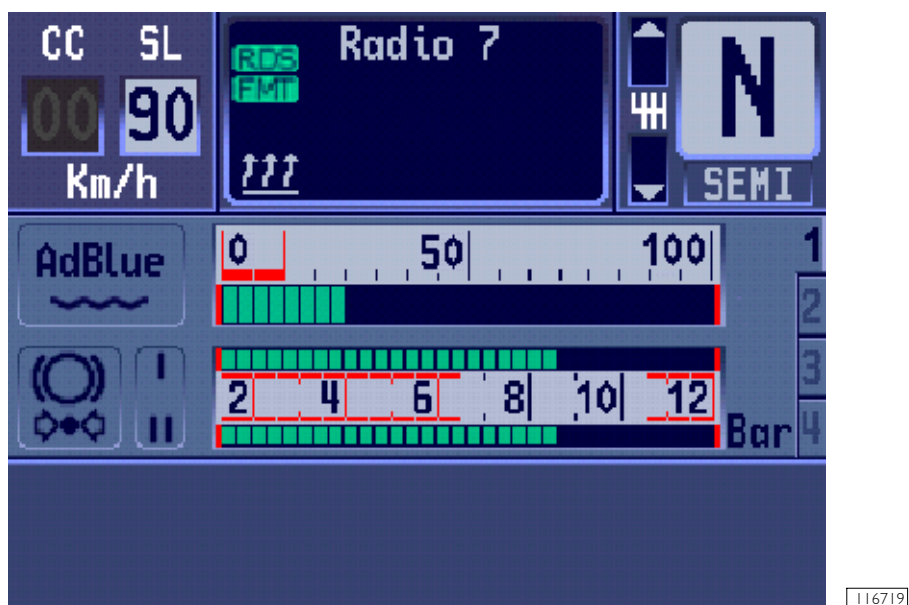 CC SL
00 90
Km/h
RDS Radio 7
FMT
N
SEMI
AdBlue
0 50 100
1
2
3
4
I
II
2 4 6 8 10 12
Bar
116719